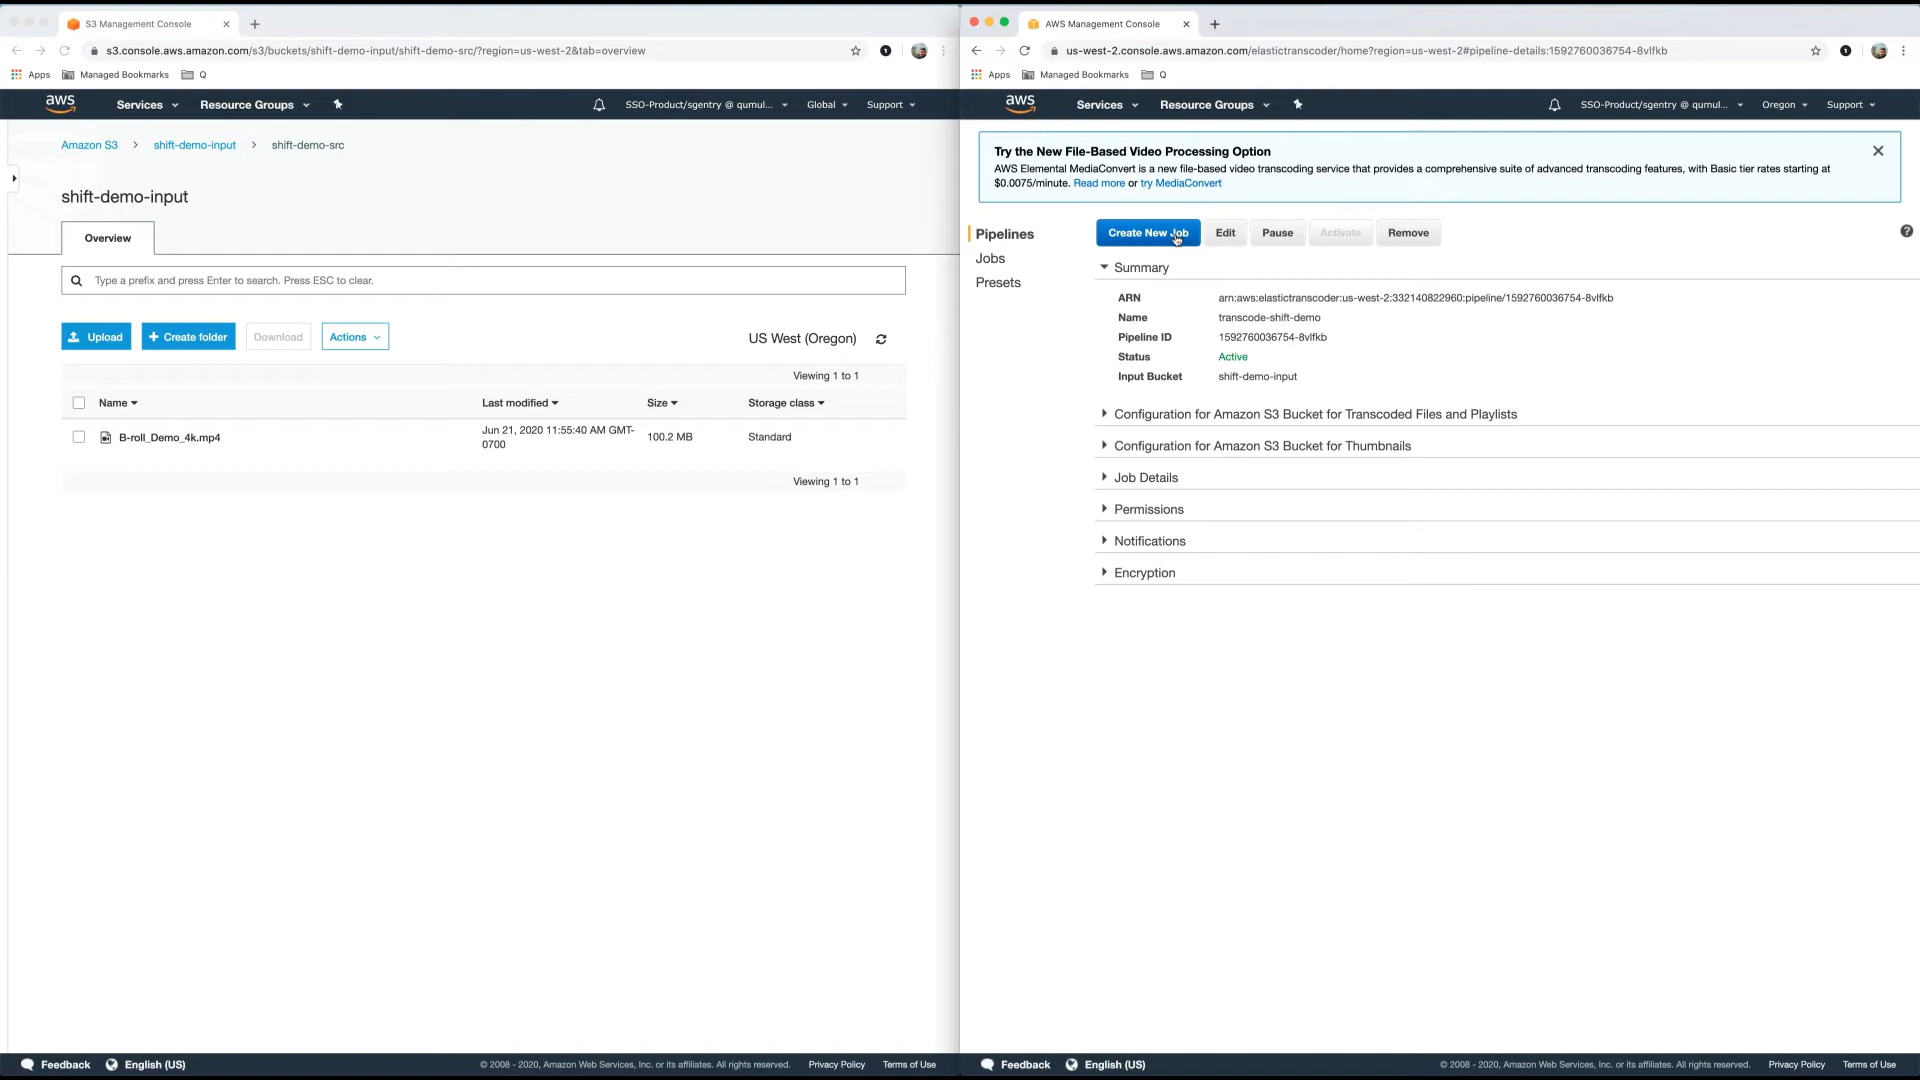 S3 Management Console
s3.console.aws.amazon.com/s3/buckets/shift-demo-input/shift-demo-src/?region=us-west-2&tab=overview
Apps
Managed Bookmarks
Q
aws
Services
Resource Groups
SSO-Product/sgentry @ qumul...
Global
Support
Amazon S3
shift-demo-input
shift-demo-src
shift-demo-input
Overview
Type a prefix and press Enter to search. Press ESC to clear.
Upload
+ Create folder
Download
Actions
US West (Oregon)
Viewing 1 to 1
Name
Last modified
Size
Storage class
B-roll_Demo_4k.mp4
Jun 21, 2020 11:55:40 AM GMT-
0700
100.2 MB
Standard
Viewing 1 to 1
Feedback
English (US)
© 2008 - 2020, Amazon Web Services, Inc. or its affiliates. All rights reserved.
Privacy Policy
Terms of Use
AWS Management Console
us-west-2.console.aws.amazon.com/elastictranscoder/home?region=us-west-2#pipeline-details:1592760036754-8vlfkb
Apps
Managed Bookmarks
Q
aws
Services
Resource Groups
SSO-Product/sgentry @ qumul...
Oregon
Support
Try the New File-Based Video Processing Option
AWS Elemental MediaConvert is a new file-based video transcoding service that provides a comprehensive suite of advanced transcoding features, with Basic tier rates starting at
$0.0075/minute. Read more or try MediaConvert
Pipelines
Jobs
Presets
Create New Job
Edit
Pause
Activate
Remove
Summary
ARN
arn:aws:elastictranscoder:us-west-2:332140822960:pipeline/1592760036754-8vlfkb
Name
transcode-shift-demo
Pipeline ID
1592760036754-8vlfkb
Status
Active
Input Bucket
shift-demo-input
Configuration for Amazon S3 Bucket for Transcoded Files and Playlists
Configuration for Amazon S3 Bucket for Thumbnails
Job Details
Permissions
Notifications
Encryption
Feedback
English (US)
© 2008 - 2020, Amazon Web Services, Inc. or its affiliates. All rights reserved.
Privacy Policy
Terms of Use